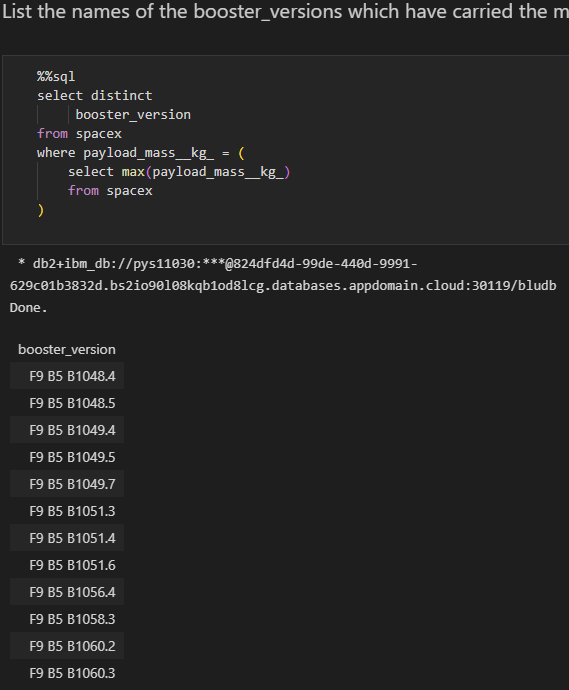 List the names of the booster_versions which have carried the m
%%sql
select distinct
booster_version
from spacex
where payload_mass__kg_ = (
select max(payload_mass__kg_)
from spacex
)
* db2+ibm_db://pys11030:***@824dfd4d-99de-440d-9991-
629c01b3832d.bs2io90l08kqb1od8lcg.databases.appdomain.cloud:30119/bludb
Done.
booster_version
F9 B5 B1048.4
F9 B5 B1048.5
F9 B5 B1049.4
F9 B5 B1049.5
F9 B5 B1049.7
F9 B5 B1051.3
F9 B5 B1051.4
F9 B5 B1051.6
F9 B5 B1056.4
F9 B5 B1058.3
F9 B5 B1060.2
F9 B5 B1060.3